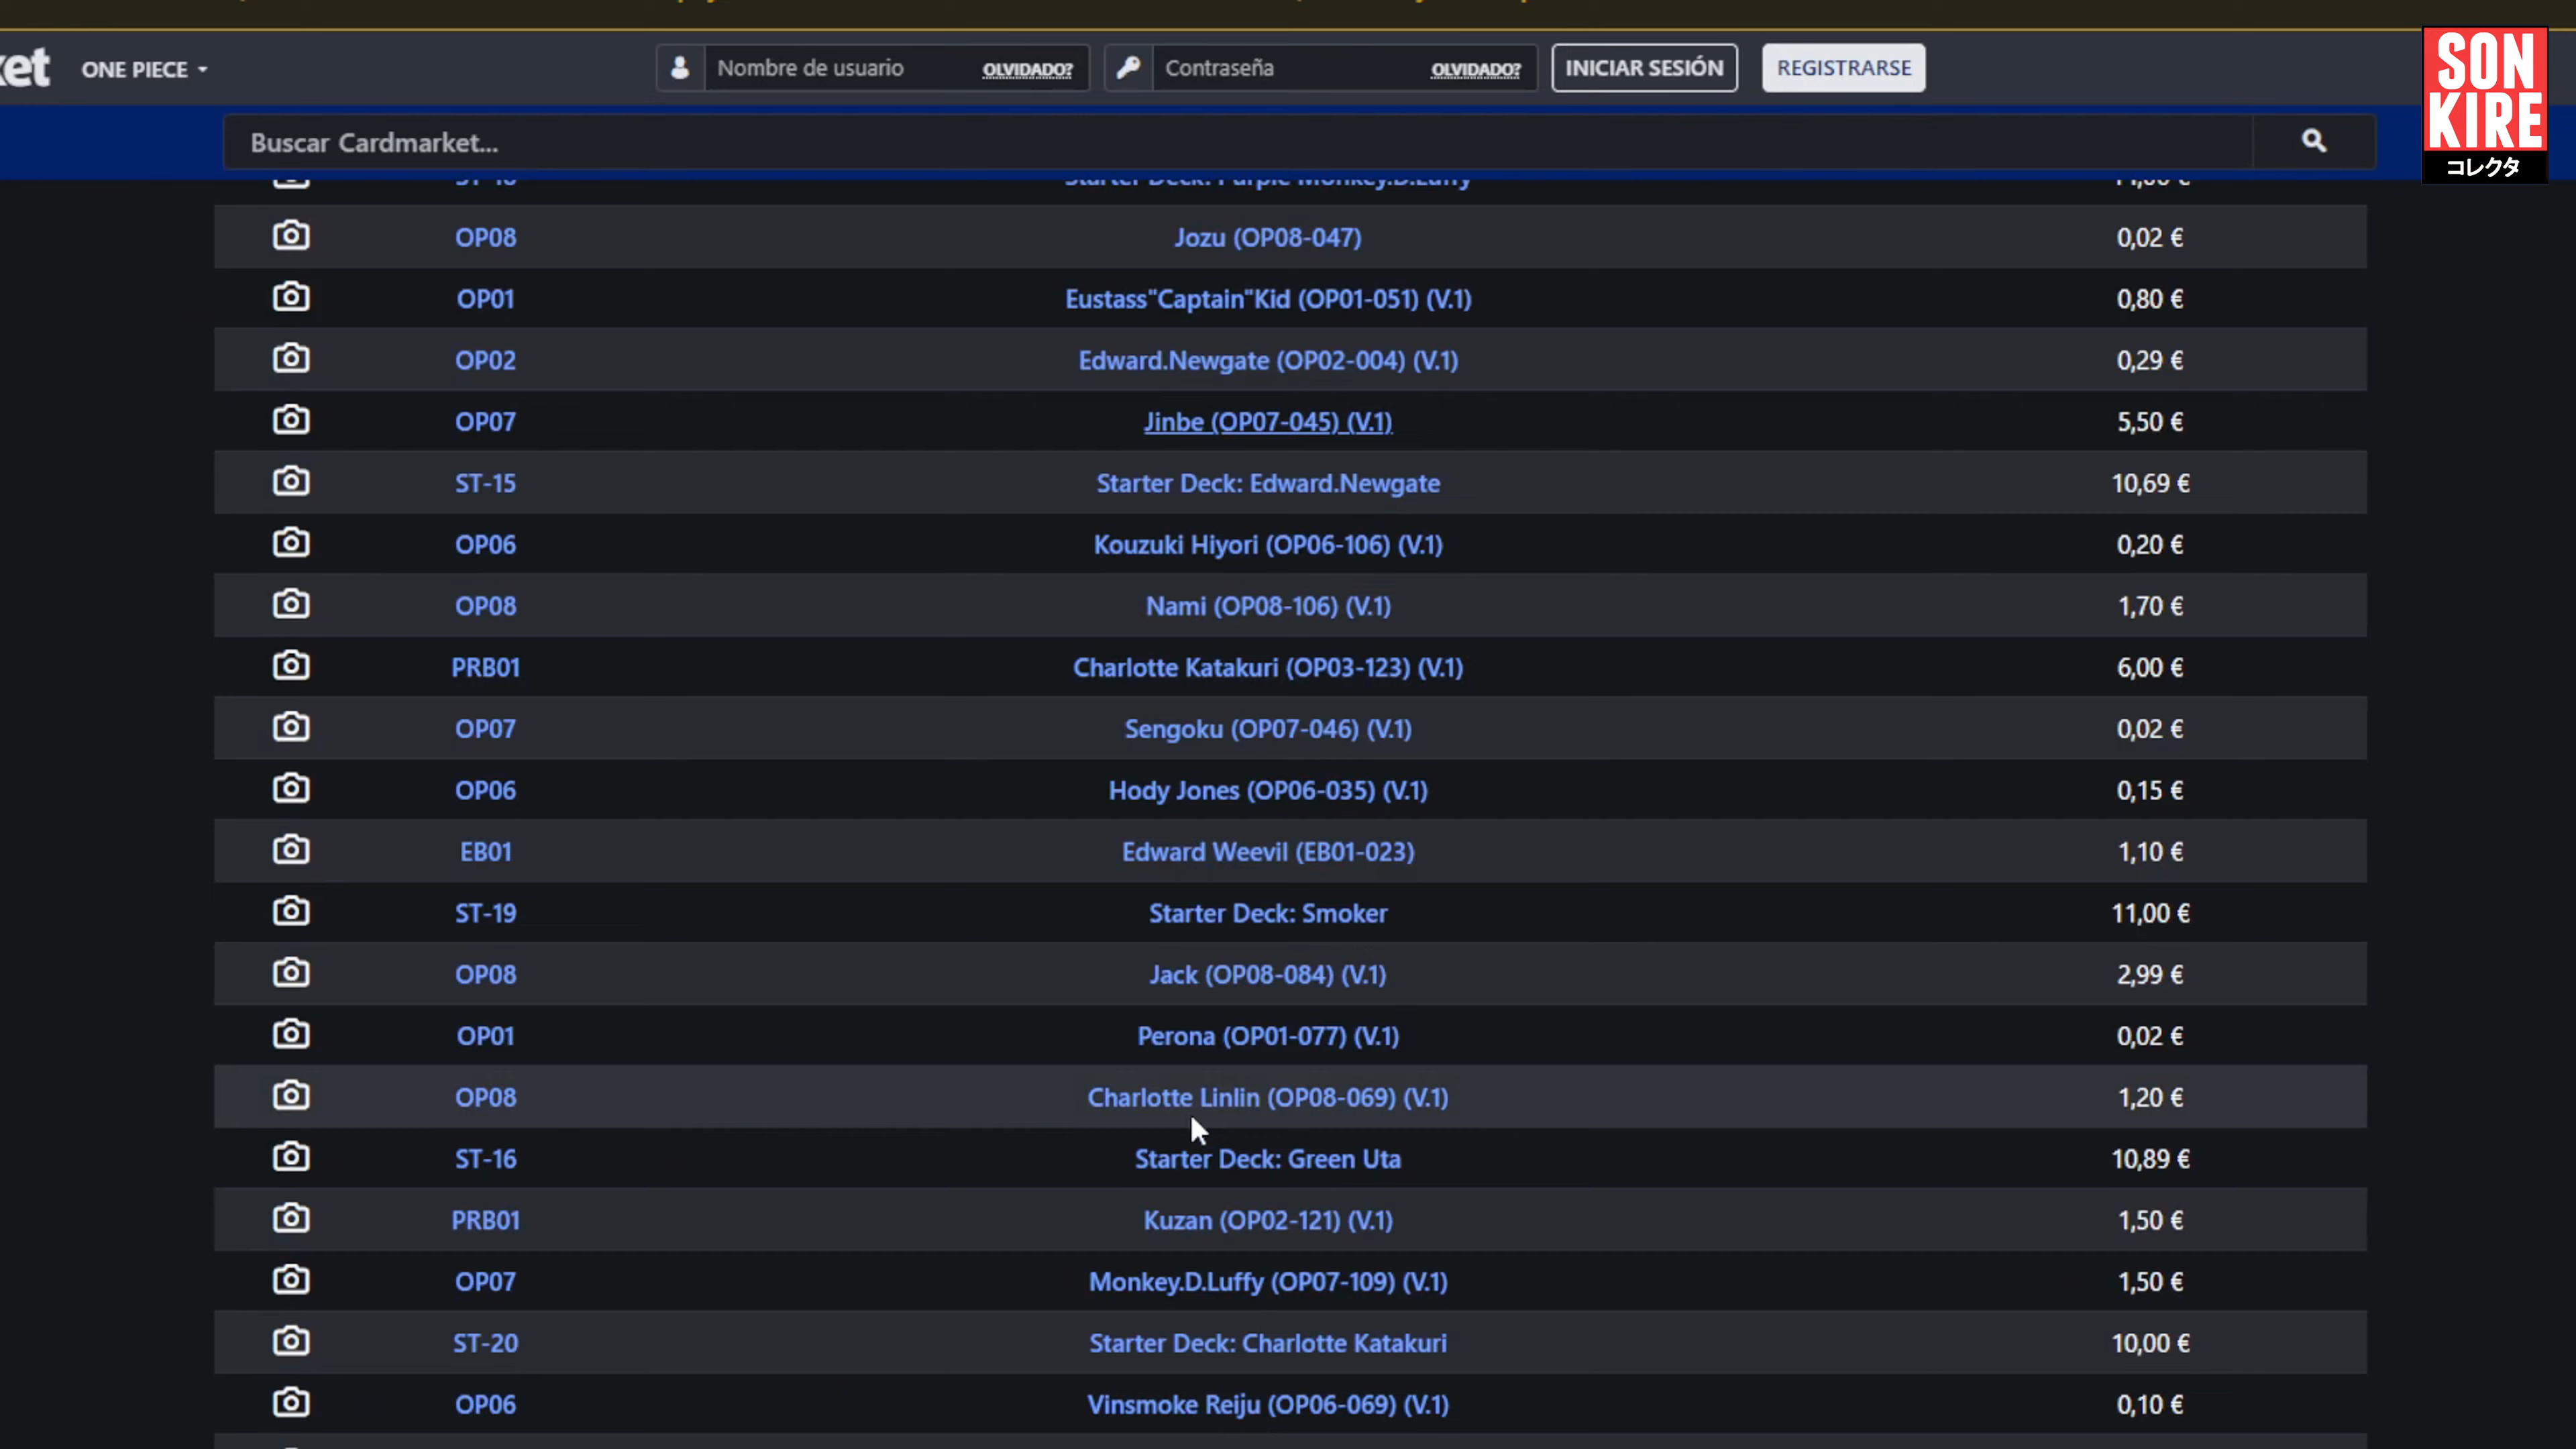 ket ONE PIECE Nombre de usuario OLVIDADO? Contraseña OLVIDADO? INICIAR SESIÓN REGISTRARSE
SON
KIRE
コレクタ
Buscar Cardmarket...
Starter Deck: Purple Monkey.D.Luffy
OP08 Jozu (OP08-047) 0,02 €
OP01 Eustass"Captain"Kid (OP01-051) (V.1) 0,80 €
OP02 Edward.Newgate (OP02-004) (V.1) 0,29 €
OP07 Jinbe (OP07-045) (V.1) 5,50 €
ST-15 Starter Deck: Edward.Newgate 10,69 €
OP06 Kouzuki Hiyori (OP06-106) (V.1) 0,20 €
OP08 Nami (OP08-106) (V.1) 1,70 €
PRB01 Charlotte Katakuri (OP03-123) (V.1) 6,00 €
OP07 Sengoku (OP07-046) (V.1) 0,02 €
OP06 Hody Jones (OP06-035) (V.1) 0,15 €
EB01 Edward Weevil (EB01-023) 1,10 €
ST-19 Starter Deck: Smoker 11,00 €
OP08 Jack (OP08-084) (V.1) 2,99 €
OP01 Perona (OP01-077) (V.1) 0,02 €
OP08 Charlotte Linlin (OP08-069) (V.1) 1,20 €
ST-16 Starter Deck: Green Uta 10,89 €
PRB01 Kuzan (OP02-121) (V.1) 1,50 €
OP07 Monkey.D.Luffy (OP07-109) (V.1) 1,50 €
ST-20 Starter Deck: Charlotte Katakuri 10,00 €
OP06 Vinsmoke Reiju (OP06-069) (V.1) 0,10 €